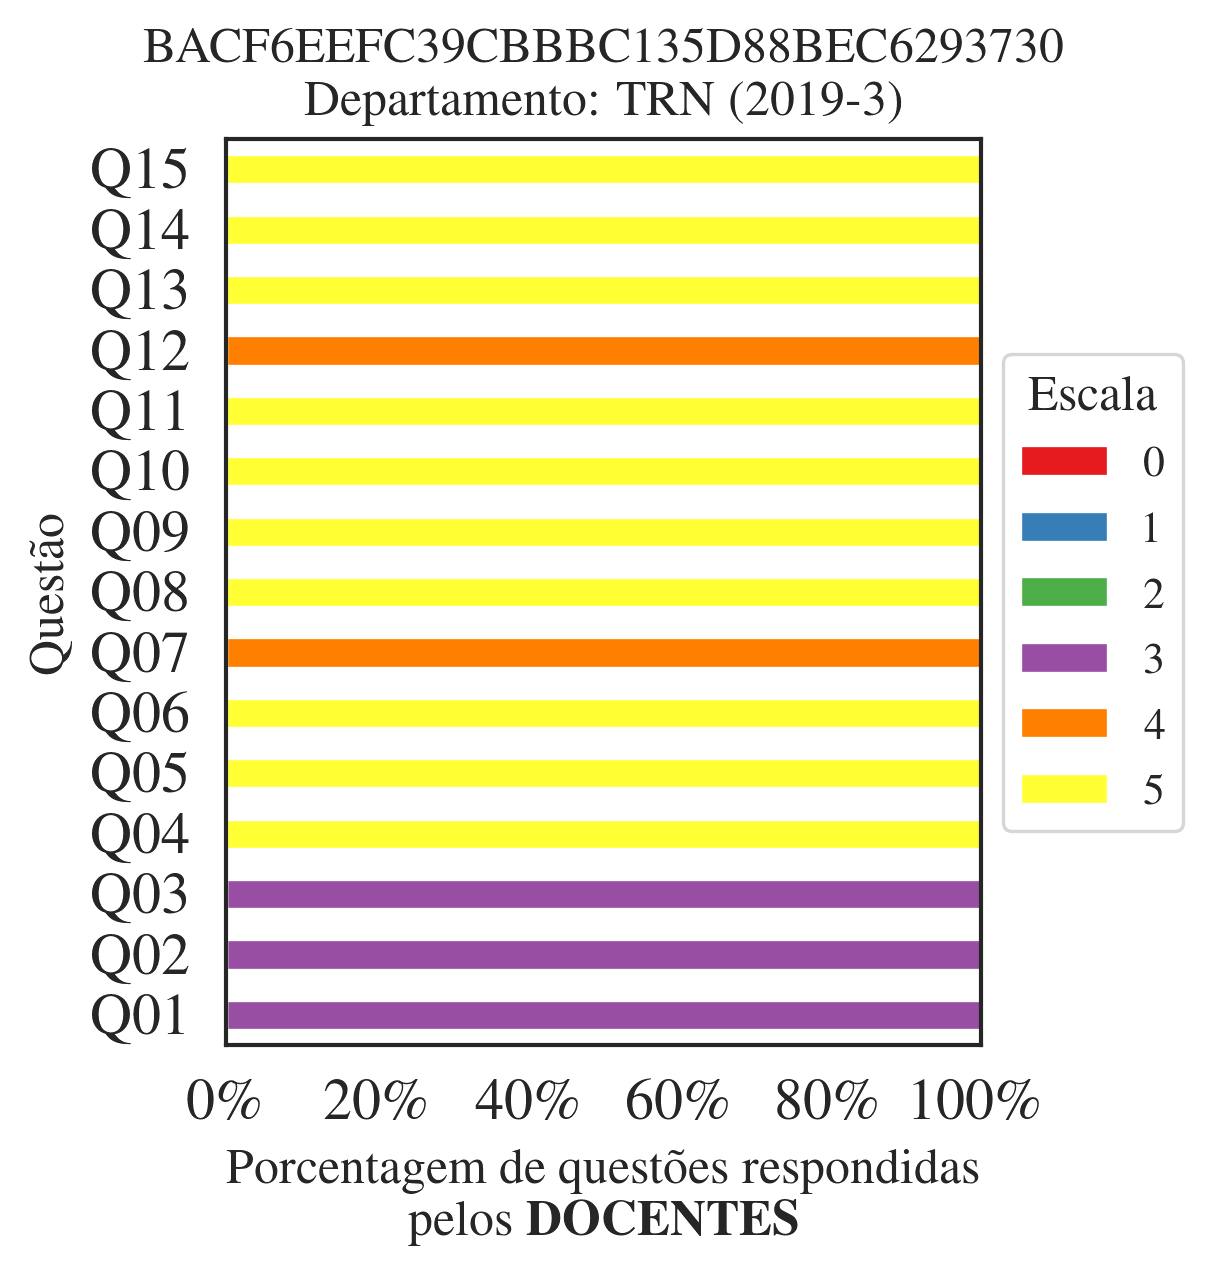 BACF6EEFC39CBBBC135D88BEC6293730
Departamento: TRN (2019-3)
Q15
Q14
Q13
Q12
Q11
Q10
Q09
Q08
Q07
Q06
Q05
Q04
Q03
Q02
Q01
Questão
0% 20% 40% 60% 80% 100%
Porcentagem de questões respondidas
pelos DOCENTES
Escala
0
1
2
3
4
5